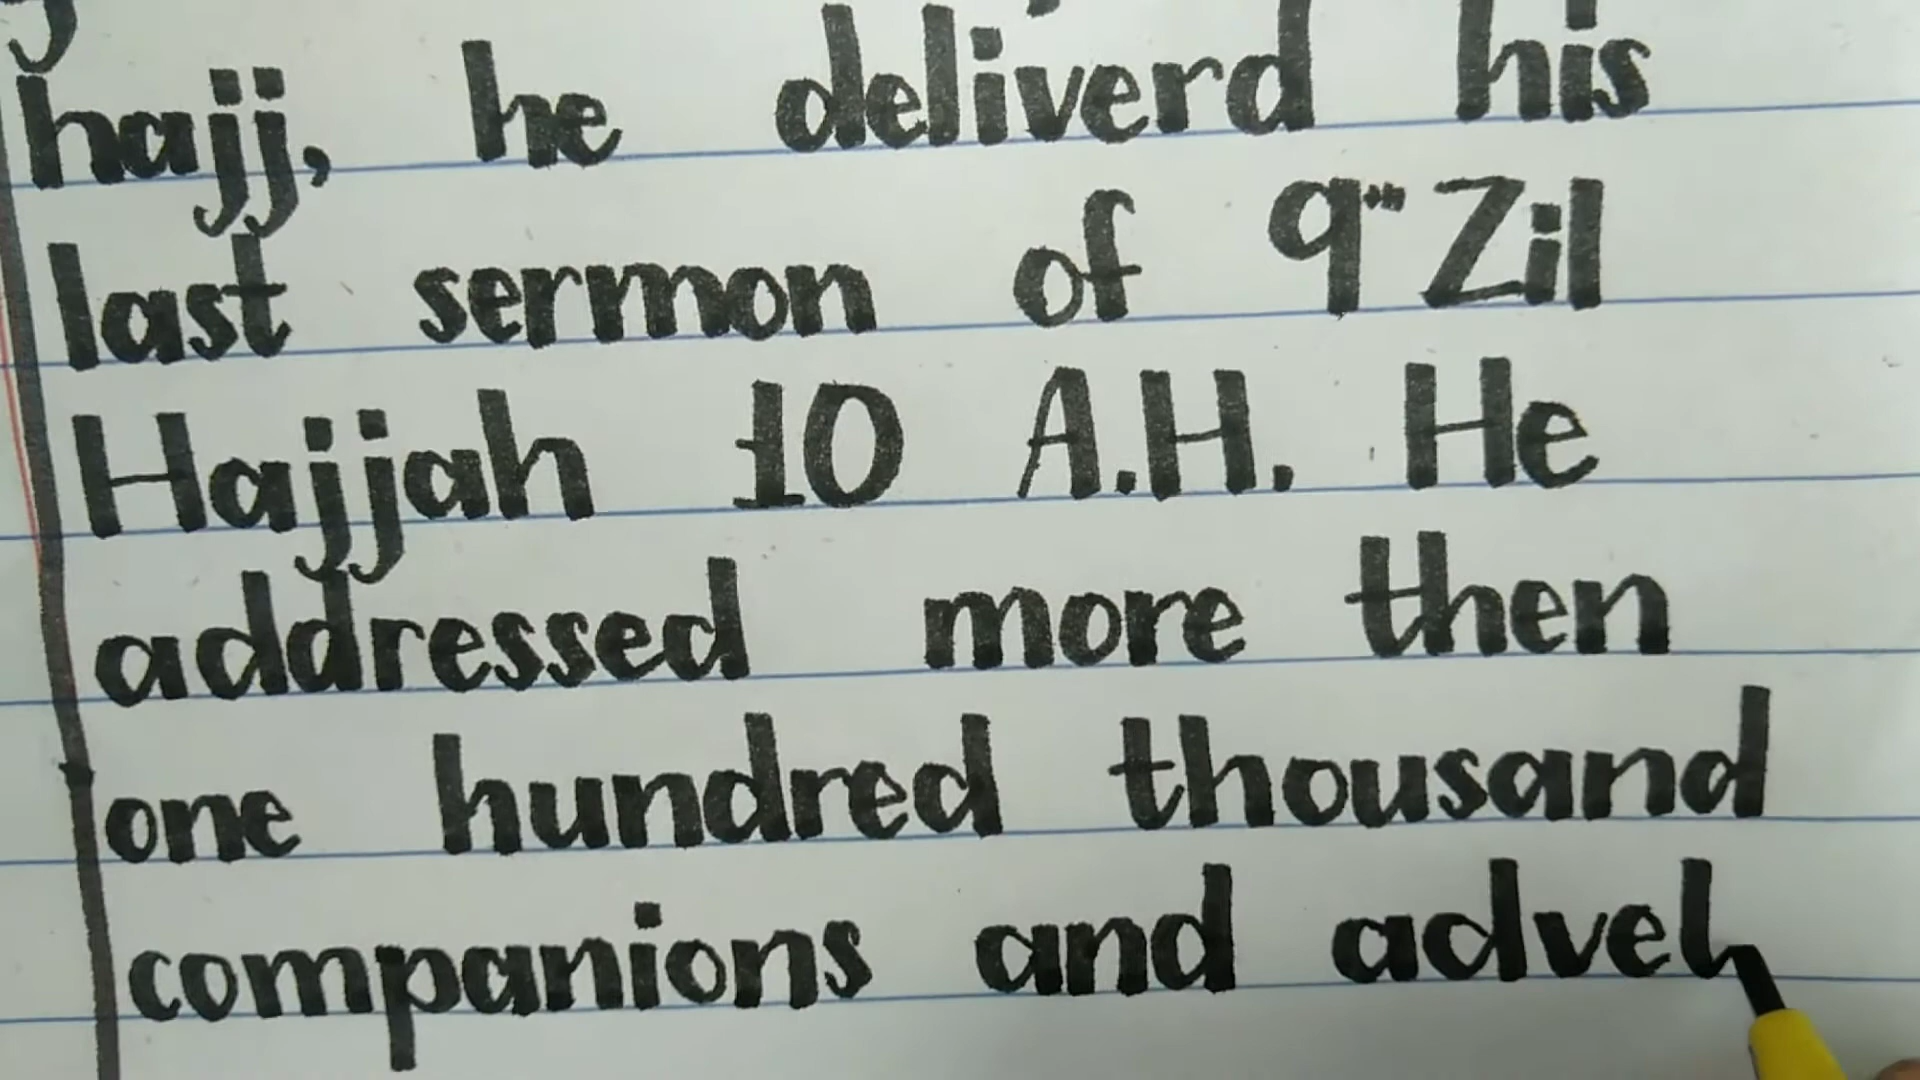 hajj, he deliverd his
last sermon of 9th Zil
Hajjah 10 A.H. He
addressed more then
one hundred thousand
companions and advel